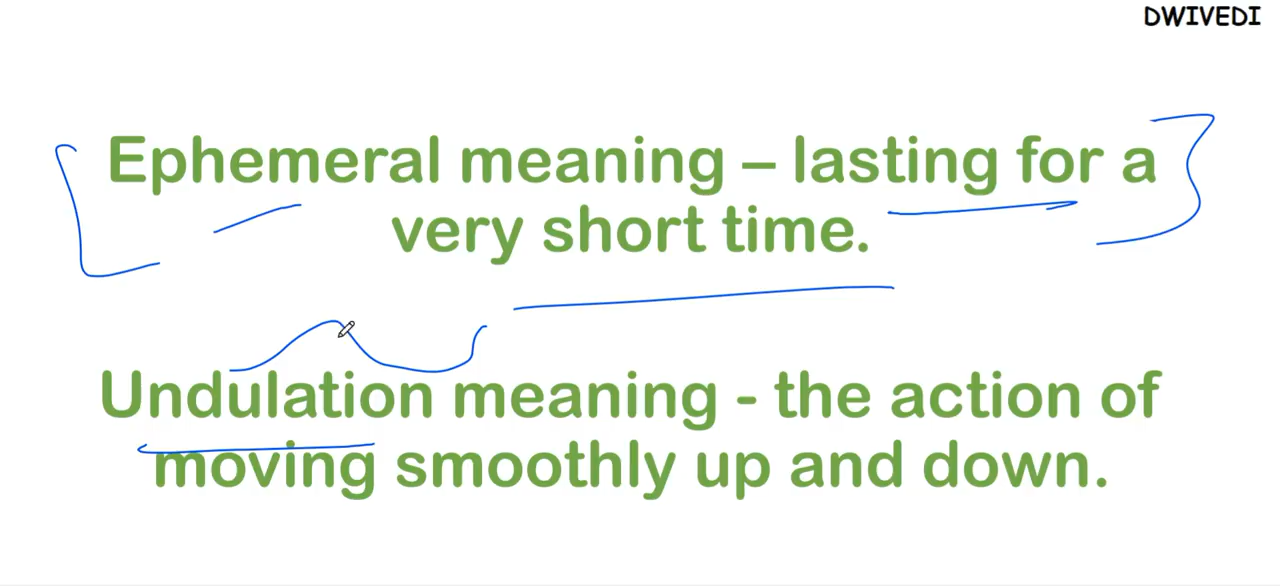 DWIVEDI
Ephemeral meaning – lasting for a
very short time.
Undulation meaning - the action of
moving smoothly up and down.